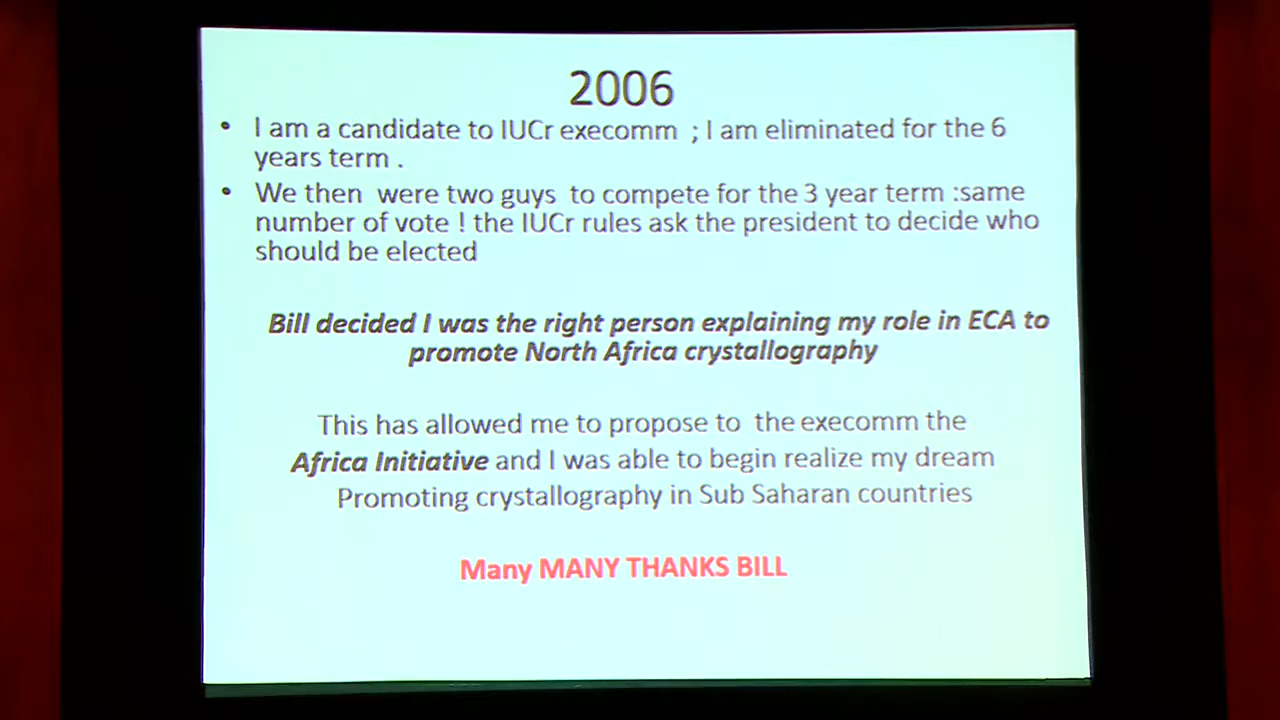 2006
• I am a candidate to IUCr execomm ; I am eliminated for the 6
years term .
• We then were two guys to compete for the 3 year term :same
number of vote ! the IUCr rules ask the president to decide who
should be elected
Bill decided I was the right person explaining my role in ECA to
promote North Africa crystallography
This has allowed me to propose to the execomm the
Africa Initiative and I was able to begin realize my dream
Promoting crystallography in Sub Saharan countries
Many MANY THANKS BILL